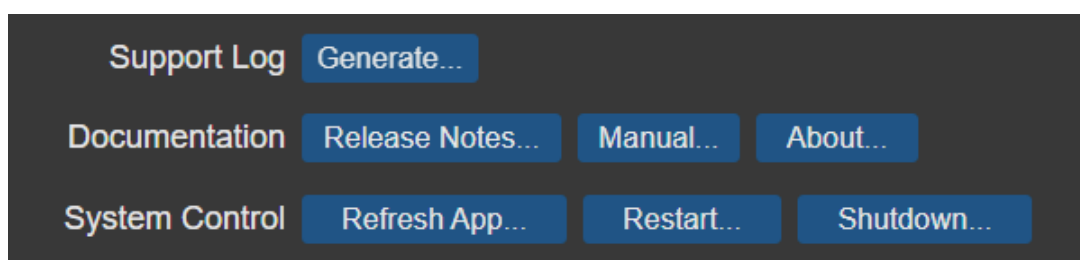 Support Log Generate...
Documentation Release Notes... Manual... About...
System Control Refresh App... Restart... Shutdown...